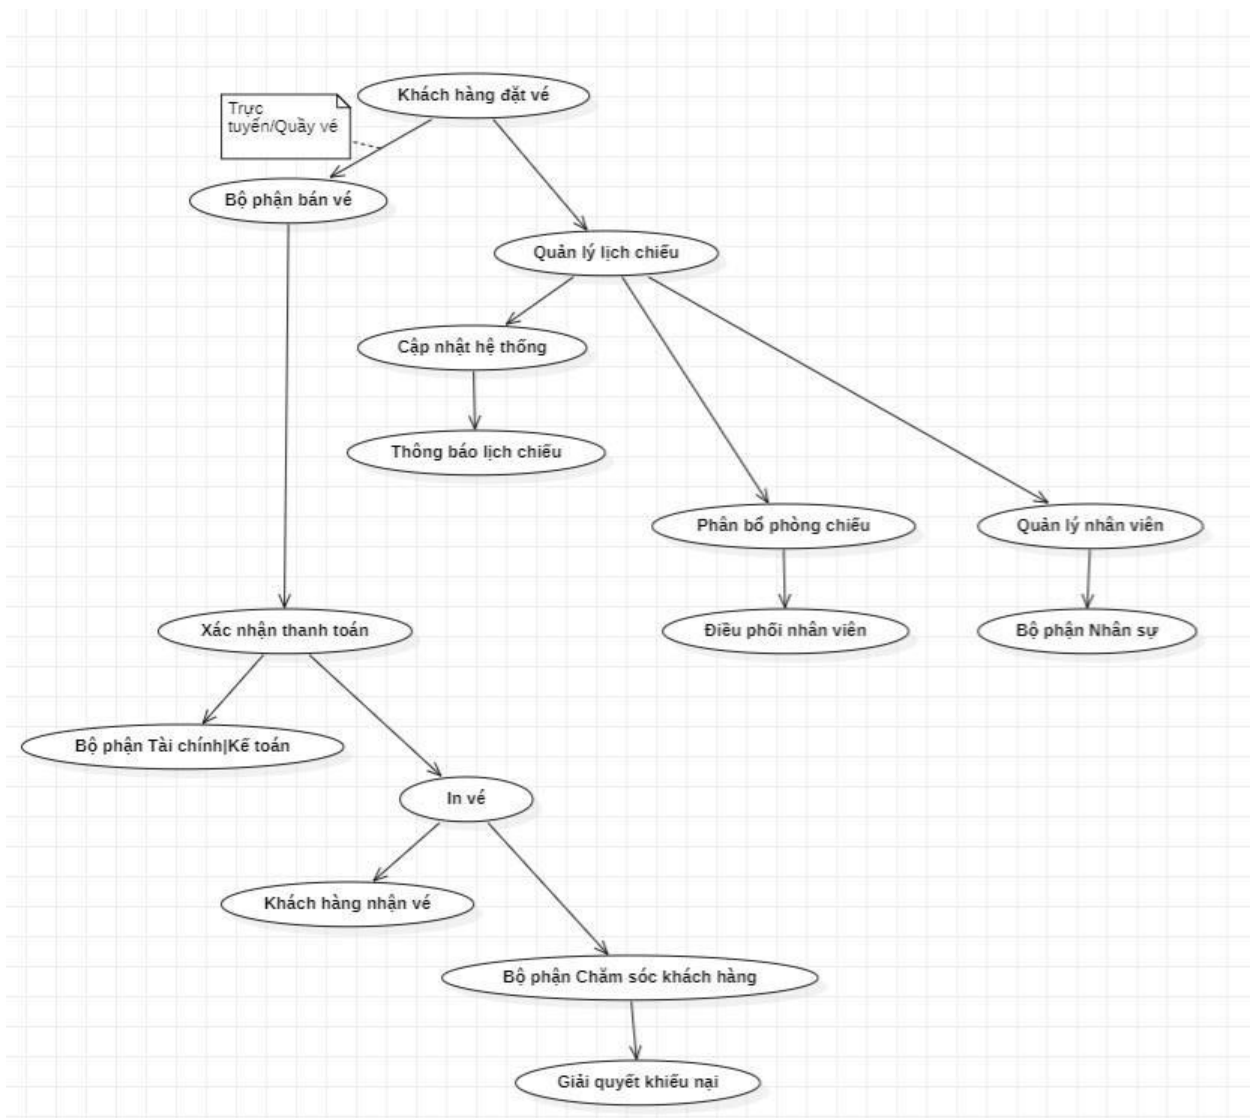 Khách hàng đặt vé
Trực
tuyến/Quầy vé
Bộ phận bán vé
Quản lý lịch chiếu
Cập nhật hệ thống
Thông báo lịch chiếu
Phân bổ phòng chiếu
Quản lý nhân viên
Xác nhận thanh toán
Điều phối nhân viên
Bộ phận Nhân sự
Bộ phận Tài chính|Kế toán
In vé
Khách hàng nhận vé
Bộ phận Chăm sóc khách hàng
Giải quyết khiếu nại